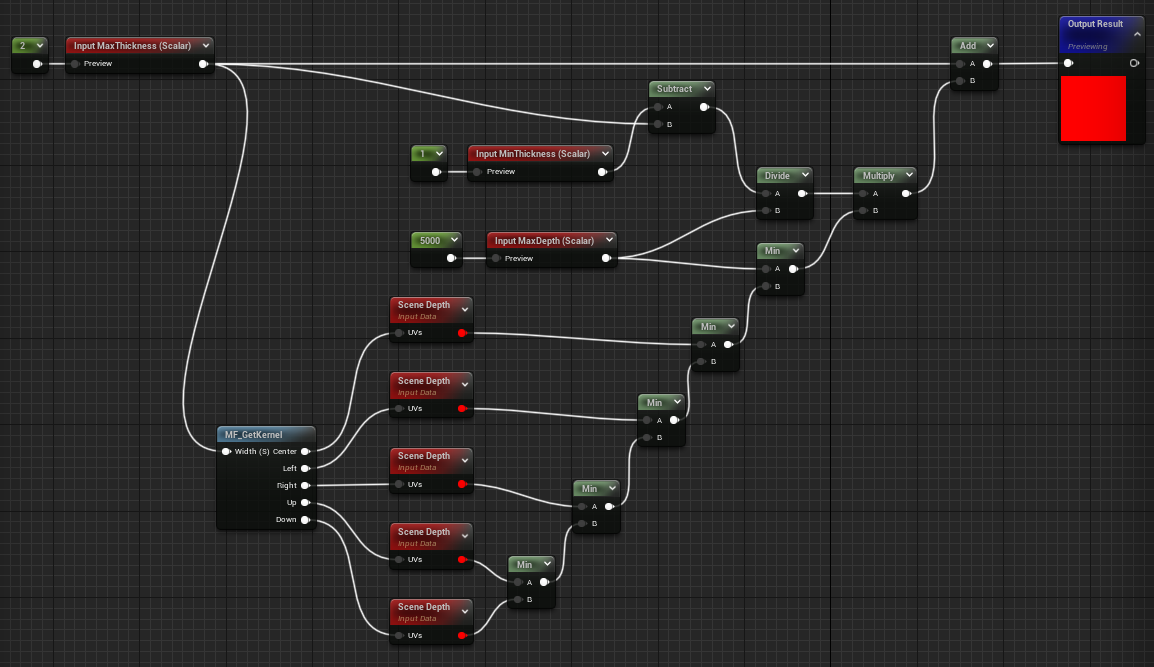 2
Input MaxThickness (Scalar)
Preview
Add
A
B
Output Result
Previewing
Subtract
A
B
1
Input MinThickness (Scalar)
Preview
Divide
A
B
Multiply
A
B
5000
Input MaxDepth (Scalar)
Preview
Min
A
B
Scene Depth
Input Data
UVs
Min
A
B
Scene Depth
Input Data
UVs
Min
A
B
MF_GetKernel
Width (S) Center
Left
Right
Up
Down
Scene Depth
Input Data
UVs
Min
A
B
Scene Depth
Input Data
UVs
Min
A
B
Scene Depth
Input Data
UVs